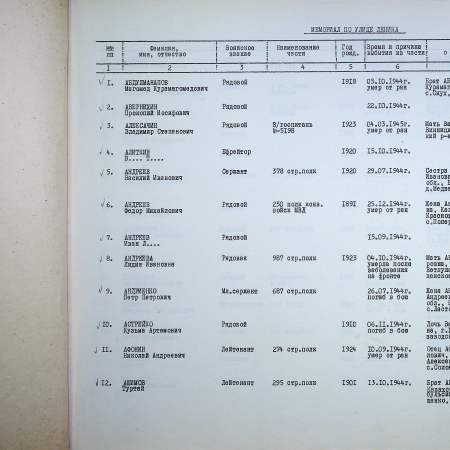 МЕМОРИАЛ ПО УЛИЦЕ ЛЕНИНА
№№ пп Фамилия, имя, отчество Воинское звание Наименование части Год рожд. Время и причина выбытия из части
1 2 3 4 5 6
1. АБДУЛМАНАПОВ Рядовой 1918 05.10.1944г.
Магомед Курамагомедович умер от ран
2. АВЕРИХИН Рядовой 22.10.1944г.
Прокопий Иосифович
3. АЛЕКСАЧИН Рядовой В/госпиталь 1923 04.03.1945г.
Владимир Степанович №-5198 умер от ран
4. Ефрейтор 1920 15.10.1944г.
5. АНДРЕЕВ Сержант 378 стр.полк 1920 29.07.1944г.
Василий Иванович
6. АНДРЕЕВ Рядовой 250 полк конв. 1891 25.12.1944г.
Федор Михайлович войск МВД умер от ран
7. АНДРЕЕВ Рядовой 15.09.1944г.
Иван Л....
8. АНДРЕЕВА Рядовая 987 стр.полк 1923 04.10.1944г.
Лидия Ивановна умерла после
заболевания
на фронте
9. АНДРИЕНКО Мл.сержант 687 стр.полк 26.07.1944г.
Петр Петрович погиб в бою
10. АСТРЕЙКО Рядовой 1910 06.11.1944г.
Кузьма Артемович погиб в бою
11. АФОНИН Лейтенант 274 стр.полк 1924 10.09.1944г.
Николай Андреевич умер от ран
12. АШИМОВ Лейтенант 295 стр.полк 1901 13.10.1944г.
Туртай